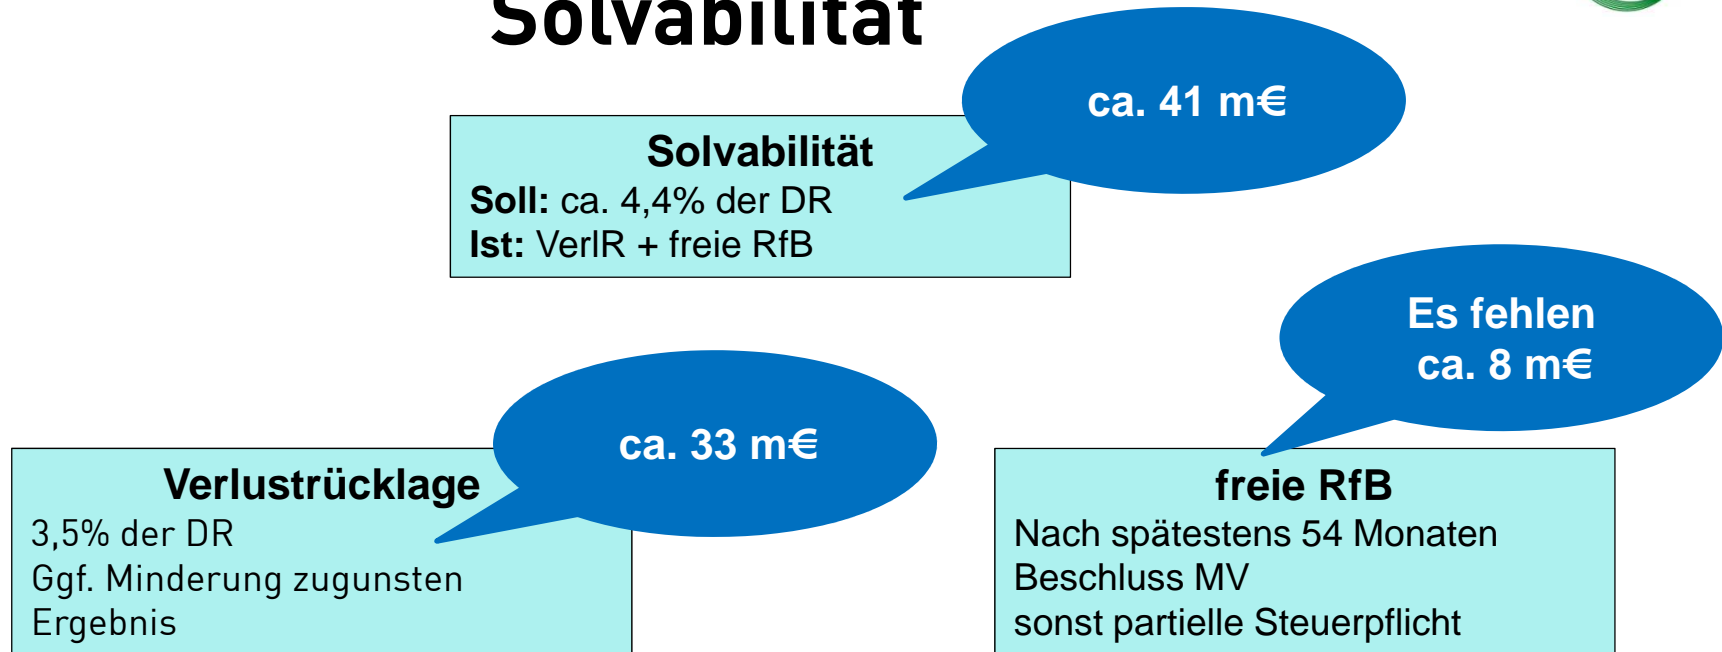 Solvabilität
ca. 41 m€
Solvabilität
Soll: ca. 4,4% der DR
Ist: VerlR + freie RfB
Es fehlen
ca. 8 m€
ca. 33 m€
Verlustrücklage
3,5% der DR
Ggf. Minderung zugunsten
Ergebnis
freie RfB
Nach spätestens 54 Monaten
Beschluss MV
sonst partielle Steuerpflicht